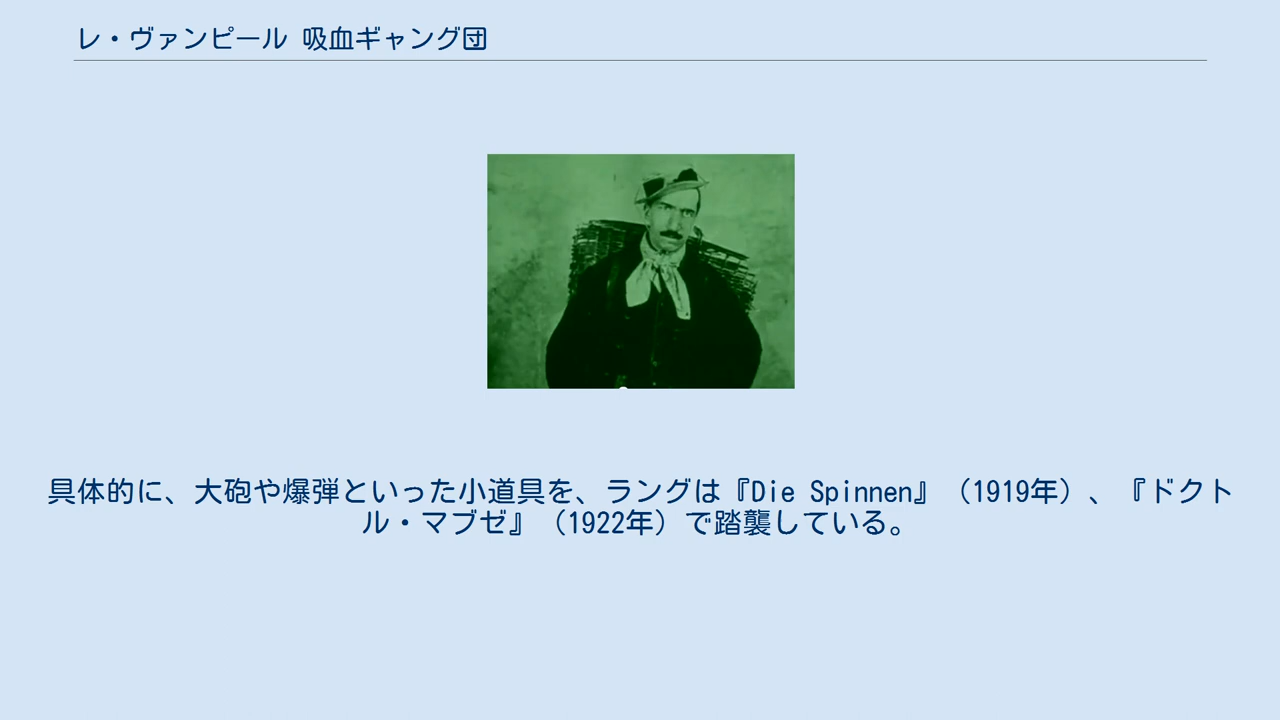 レ・ヴァンピール 吸血ギャング団
具体的に、大砲や爆弾といった小道具を、ラングは『Die Spinnen』（1919年）、『ドクト
ル・マブゼ』（1922年）で踏襲している。